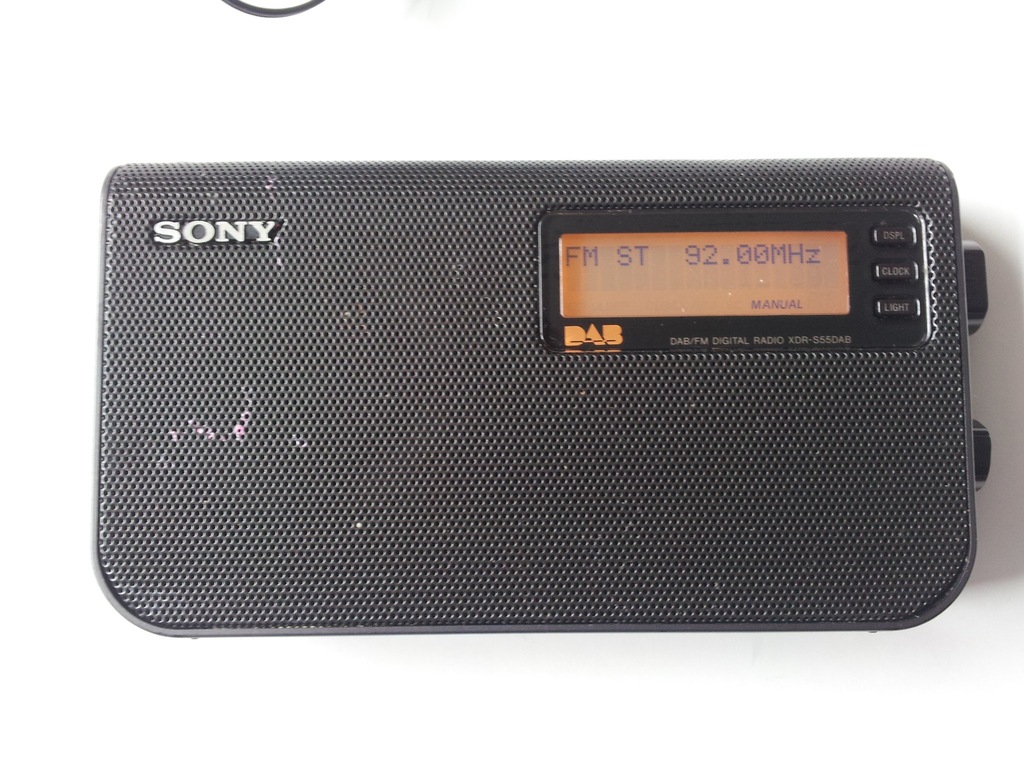 SONY
FM ST 92.00MHz
MANUAL
DAB
DAB/FM DIGITAL RADIO XDR-S55DAB
DSPL
CLOCK
LIGHT